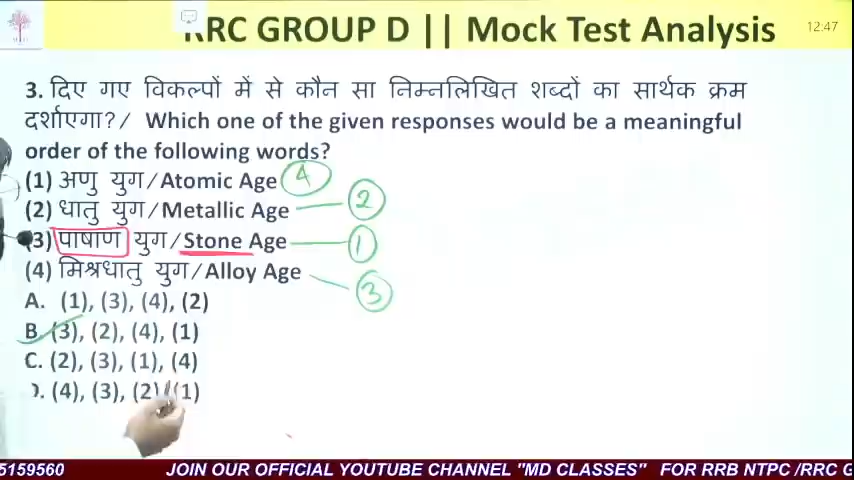 RRC GROUP D || Mock Test Analysis
12:47
3. दिए गए विकल्पों में से कौन सा निम्नलिखित शब्दों का सार्थक क्रम
दर्शाएगा?/ Which one of the given responses would be a meaningful
order of the following words?
(1) अणु युग/Atomic Age 4
(2) धातु युग/Metallic Age 2
(3) पाषाण युग/Stone Age 1
(4) मिश्रधातु युग/Alloy Age 3
A. (1), (3), (4), (2)
B. (3), (2), (4), (1)
C. (2), (3), (1), (4)
). (4), (3), (2), (1)
5159560 JOIN OUR OFFICIAL YOUTUBE CHANNEL "MD CLASSES" FOR RRB NTPC /RRC G